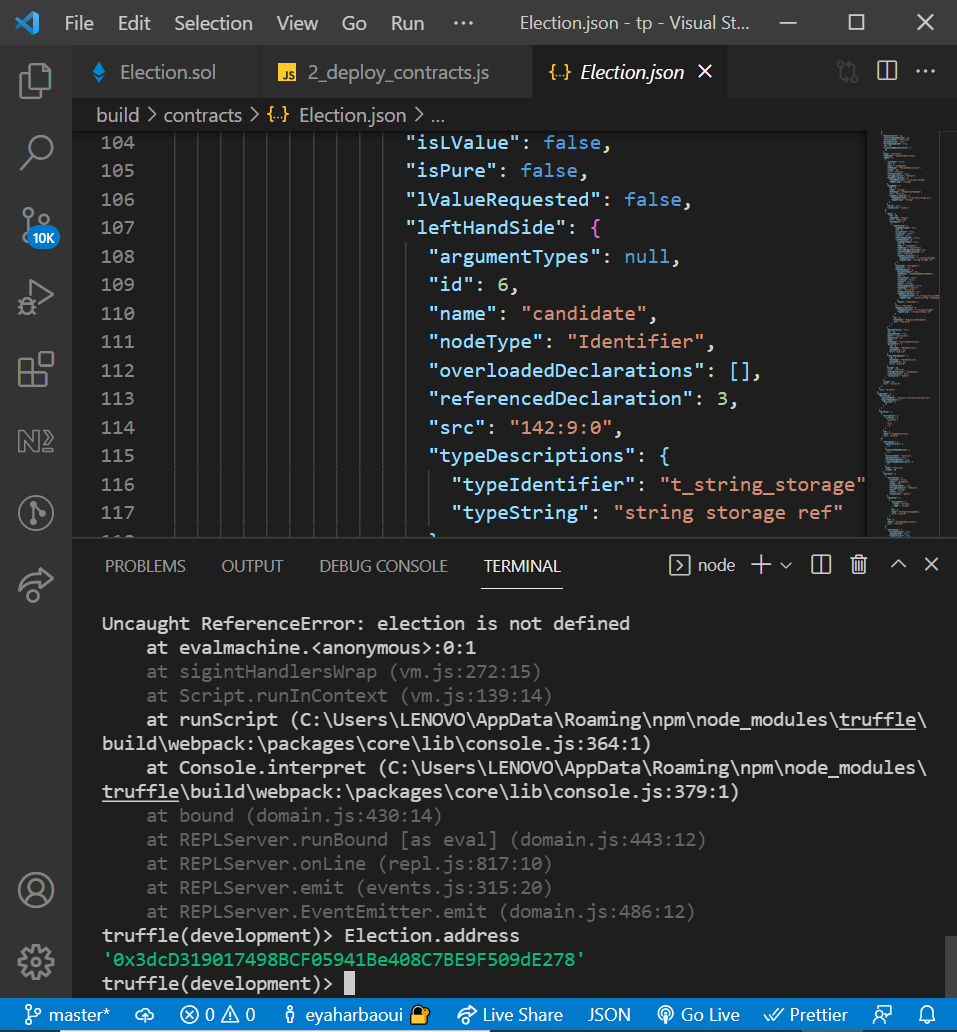 File Edit Selection View Go Run ··· Election.json - tp - Visual St...
Election.sol JS 2_deploy_contracts.js {..} Election.json
build > contracts > {..} Election.json > ...
104 "isLValue": false,
105 "isPure": false,
106 "lValueRequested": false,
107 "leftHandSide": {
108 "argumentTypes": null,
109 "id": 6,
110 "name": "candidate",
111 "nodeType": "Identifier",
112 "overloadedDeclarations": [],
113 "referencedDeclaration": 3,
114 "src": "142:9:0",
115 "typeDescriptions": {
116 "typeIdentifier": "t_string_storage"
117 "typeString": "string storage ref"
10K
PROBLEMS OUTPUT DEBUG CONSOLE TERMINAL node
Uncaught ReferenceError: election is not defined
at evalmachine.<anonymous>:0:1
at sigintHandlersWrap (vm.js:272:15)
at Script.runInContext (vm.js:139:14)
at runScript (C:\Users\LENOVO\AppData\Roaming\npm\node_modules\truffle\
build\webpack:\packages\core\lib\console.js:364:1)
at Console.interpret (C:\Users\LENOVO\AppData\Roaming\npm\node_modules\
truffle\build\webpack:\packages\core\lib\console.js:379:1)
at bound (domain.js:430:14)
at REPLServer.runBound [as eval] (domain.js:443:12)
at REPLServer.onLine (repl.js:817:10)
at REPLServer.emit (events.js:315:20)
at REPLServer.EventEmitter.emit (domain.js:486:12)
truffle(development)> Election.address
'0x3dcD319017498BCF05941Be408C7BE9F509dE278'
truffle(development)>
master* 0 0 eyaharbaoui Live Share JSON Go Live Prettier